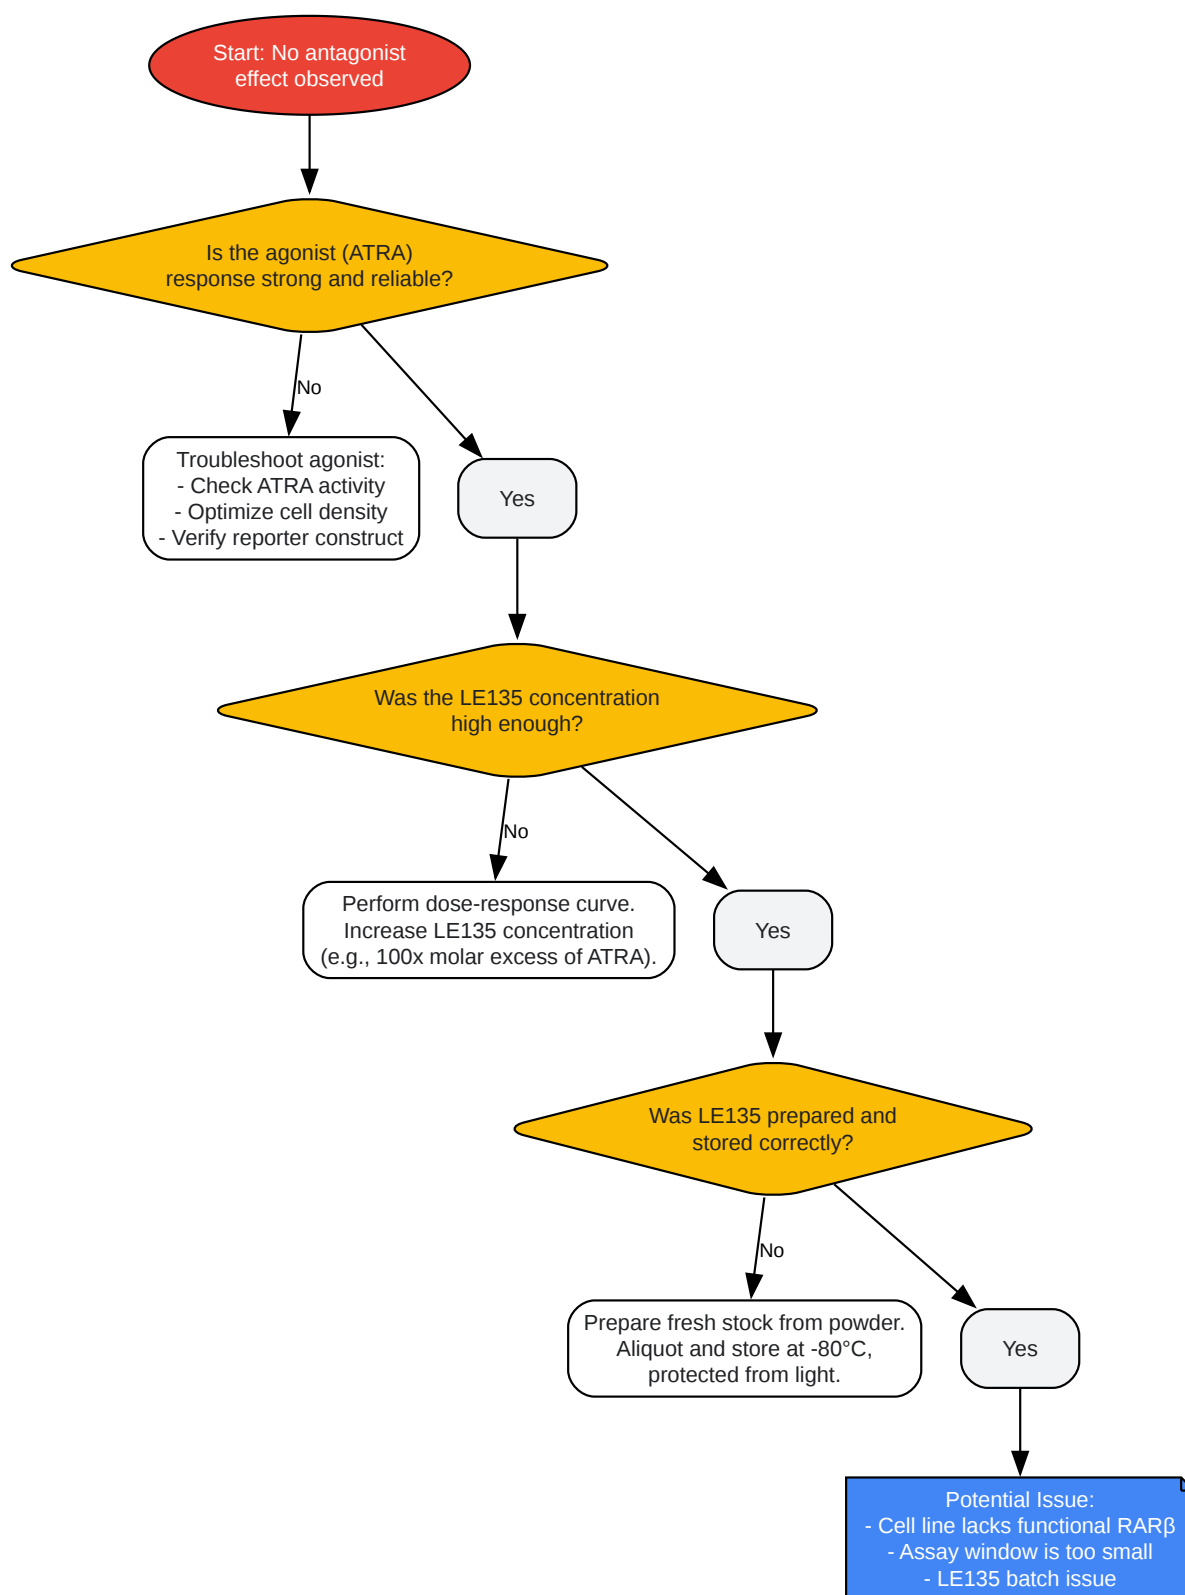 Start: No antagonist
effect observed
Is the agonist (ATRA)
response strong and reliable?
No
Troubleshoot agonist:
- Check ATRA activity
- Optimize cell density
- Verify reporter construct
Yes
Was the LE135 concentration
high enough?
No
Perform dose-response curve.
Increase LE135 concentration
(e.g., 100x molar excess of ATRA).
Yes
Was LE135 prepared and
stored correctly?
No
Prepare fresh stock from powder.
Aliquot and store at -80°C,
protected from light.
Yes
Potential Issue:
- Cell line lacks functional RARβ
- Assay window is too small
- LE135 batch issue